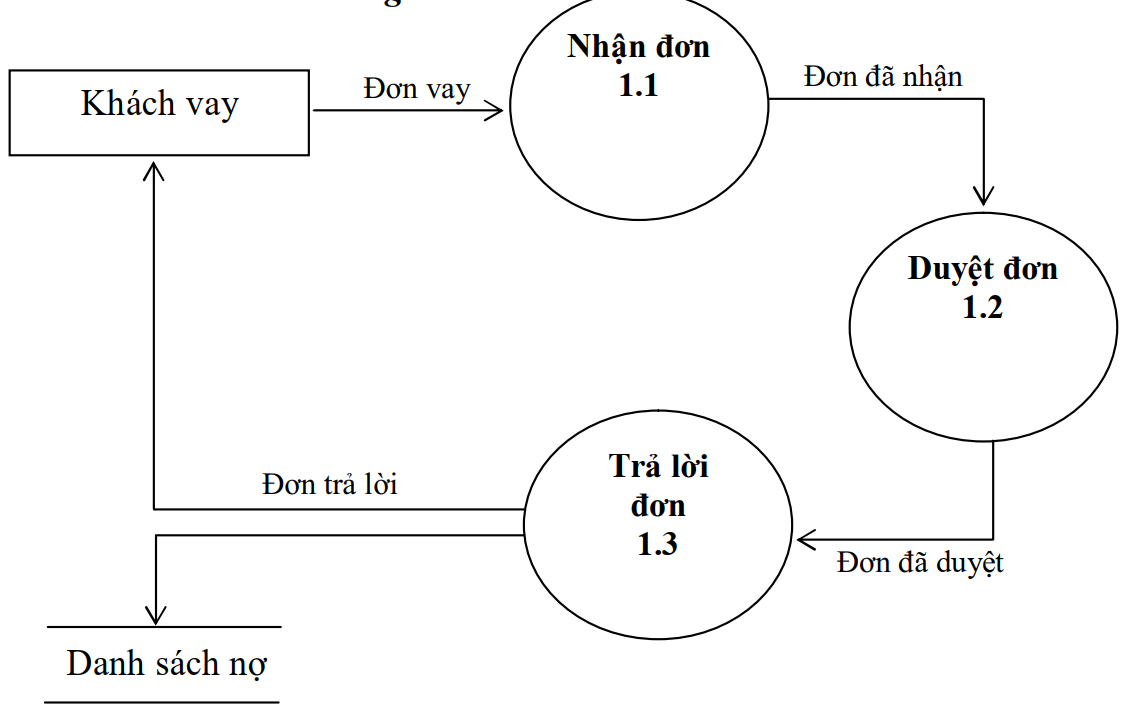 Khách vay
Đơn vay
Nhận đơn
1.1
Đơn đã nhận
Duyệt đơn
1.2
Đơn đã duyệt
Trả lời
đơn
1.3
Đơn trả lời
Danh sách nợ